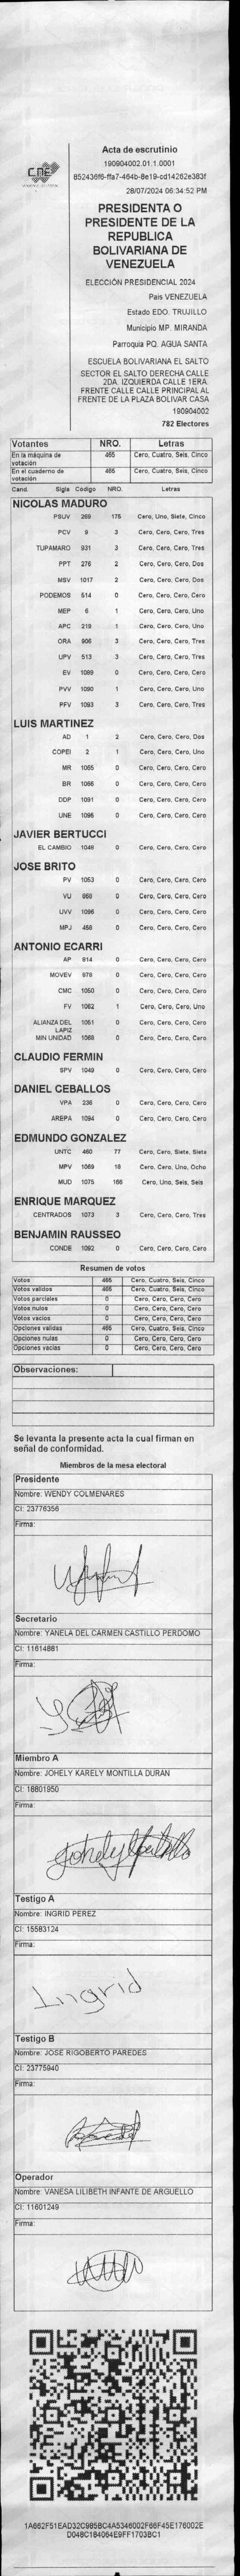 CNE
Acta de escrutinio
190904002.01.1.0001
852436f6-ffa7-464b-8e19-cd14262e383f
28/07/2024 06:34:52 PM
PRESIDENTA O
PRESIDENTE DE LA
REPUBLICA
BOLIVARIANA DE
VENEZUELA
ELECCIÓN PRESIDENCIAL 2024
Pais VENEZUELA
Estado EDO. TRUJILLO
Municipio MP. MIRANDA
Parroquia PQ. AGUA SANTA
ESCUELA BOLIVARIANA EL SALTO
SECTOR EL SALTO DERECHA CALLE
2DA. IZQUIERDA CALLE 1ERA.
FRENTE CALLE CALLE PRINCIPAL AL
FRENTE DE LA PLAZA BOLIVAR CASA
190904002
782 Electores
Votantes NRO. Letras
En la máquina de votación 465 Cero, Cuatro, Seis, Cinco
En el cuaderno de votación 465 Cero, Cuatro, Seis, Cinco
Cand. Sigla Codigo NRO. Letras
NICOLAS MADURO
PSUV 269 175 Cero, Uno, Siete, Cinco
PCV 9 3 Cero, Cero, Cero, Tres
TUPAMARO 931 3 Cero, Cero, Cero, Tres
PPT 276 2 Cero, Cero, Cero, Dos
MSV 1017 2 Cero, Cero, Cero, Dos
PODEMOS 514 0 Cero, Cero, Cero, Cero
MEP 6 1 Cero, Cero, Cero, Uno
APC 219 1 Cero, Cero, Cero, Uno
ORA 906 3 Cero, Cero, Cero, Tres
UPV 513 3 Cero, Cero, Cero, Tres
EV 1089 0 Cero, Cero, Cero, Cero
PVV 1090 1 Cero, Cero, Cero, Uno
PFV 1093 3 Cero, Cero, Cero, Tres
LUIS MARTINEZ
AD 1 2 Cero, Cero, Cero, Dos
COPEI 2 1 Cero, Cero, Cero, Uno
MR 1065 0 Cero, Cero, Cero, Cero
BR 1066 0 Cero, Cero, Cero, Cero
DDP 1091 0 Cero, Cero, Cero, Cero
UNE 1096 0 Cero, Cero, Cero, Cero
JAVIER BERTUCCI
EL CAMBIO 1048 0 Cero, Cero, Cero, Cero
JOSE BRITO
PV 1053 0 Cero, Cero, Cero, Cero
VU 868 0 Cero, Cero, Cero, Cero
UVV 1096 0 Cero, Cero, Cero, Cero
MPJ 458 0 Cero, Cero, Cero, Cero
ANTONIO ECARRI
AP 814 0 Cero, Cero, Cero, Cero
MOVEV 979 0 Cero, Cero, Cero, Cero
CMC 1050 0 Cero, Cero, Cero, Cero
FV 1062 1 Cero, Cero, Cero, Uno
ALIANZA DEL LAPIZ 1051 0 Cero, Cero, Cero, Cero
MIN UNIDAD 1068 0 Cero, Cero, Cero, Cero
CLAUDIO FERMIN
SPV 1049 0 Cero, Cero, Cero, Cero
DANIEL CEBALLOS
VPA 236 0 Cero, Cero, Cero, Cero
AREPA 1094 0 Cero, Cero, Cero, Cero
EDMUNDO GONZALEZ
UNTC 460 77 Cero, Cero, Siete, Siete
MPV 1069 18 Cero, Cero, Uno, Ocho
MUD 1075 166 Cero, Uno, Seis, Seis
ENRIQUE MARQUEZ
CENTRADOS 1073 3 Cero, Cero, Cero, Tres
BENJAMIN RAUSSEO
CONDE 1092 0 Cero, Cero, Cero, Cero
Resumen de votos
Votos 465 Cero, Cuatro, Seis, Cinco
Votos validos 465 Cero, Cuatro, Seis, Cinco
Votos parciales 0 Cero, Cero, Cero, Cero
Votos nulos 0 Cero, Cero, Cero, Cero
Votos vacios 0 Cero, Cero, Cero, Cero
Opciones validas 465 Cero, Cuatro, Seis, Cinco
Opciones nulas 0 Cero, Cero, Cero, Cero
Opciones vacias 0 Cero, Cero, Cero, Cero
Observaciones:
Se levanta la presente acta la cual firman en
señal de conformidad.
Miembros de la mesa electoral
Presidente
Nombre: WENDY COLMENARES
CI: 23776356
Firma:
Secretario
Nombre: YANELA DEL CARMEN CASTILLO PERDOMO
CI: 11614881
Firma:
Miembro A
Nombre: JOHELY KARELY MONTILLA DURAN
CI: 18801950
Firma:
Testigo A
Nombre: INGRID PEREZ
CI: 15583124
Firma:
Ingrid
Testigo B
Nombre: JOSE RIGOBERTO PAREDES
CI: 23775940
Firma:
Operador
Nombre: VANESA LILIBETH INFANTE DE ARGUELLO
CI: 11601249
Firma:
1A662F51EAD32C985BC4A5346002F66F45E176002E
D048C184064E9FF1703BC1